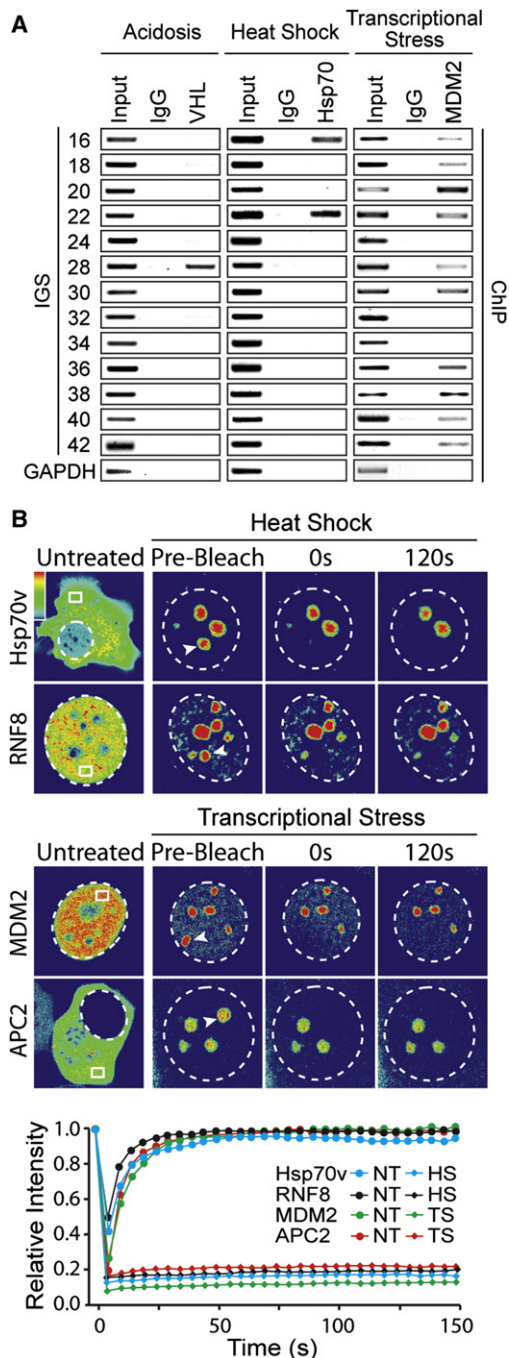 A
Acidosis
Heat Shock
Transcriptional
Stress
Input IgG VHL Input IgG Hsp70 Input IgG MDM2
16
18
20
22
24
28
30
32
34
36
38
40
42
GAPDH
IGS
ChIP
B
Heat Shock
Untreated Pre-Bleach 0s 120s
Hsp70v
RNF8
Transcriptional Stress
Untreated Pre-Bleach 0s 120s
MDM2
APC2
Relative Intensity
1.0
0.8
0.6
0.4
0.2
0.0
Hsp70v NT HS
RNF8 NT HS
MDM2 NT TS
APC2 NT TS
0 50 100 150
Time (s)